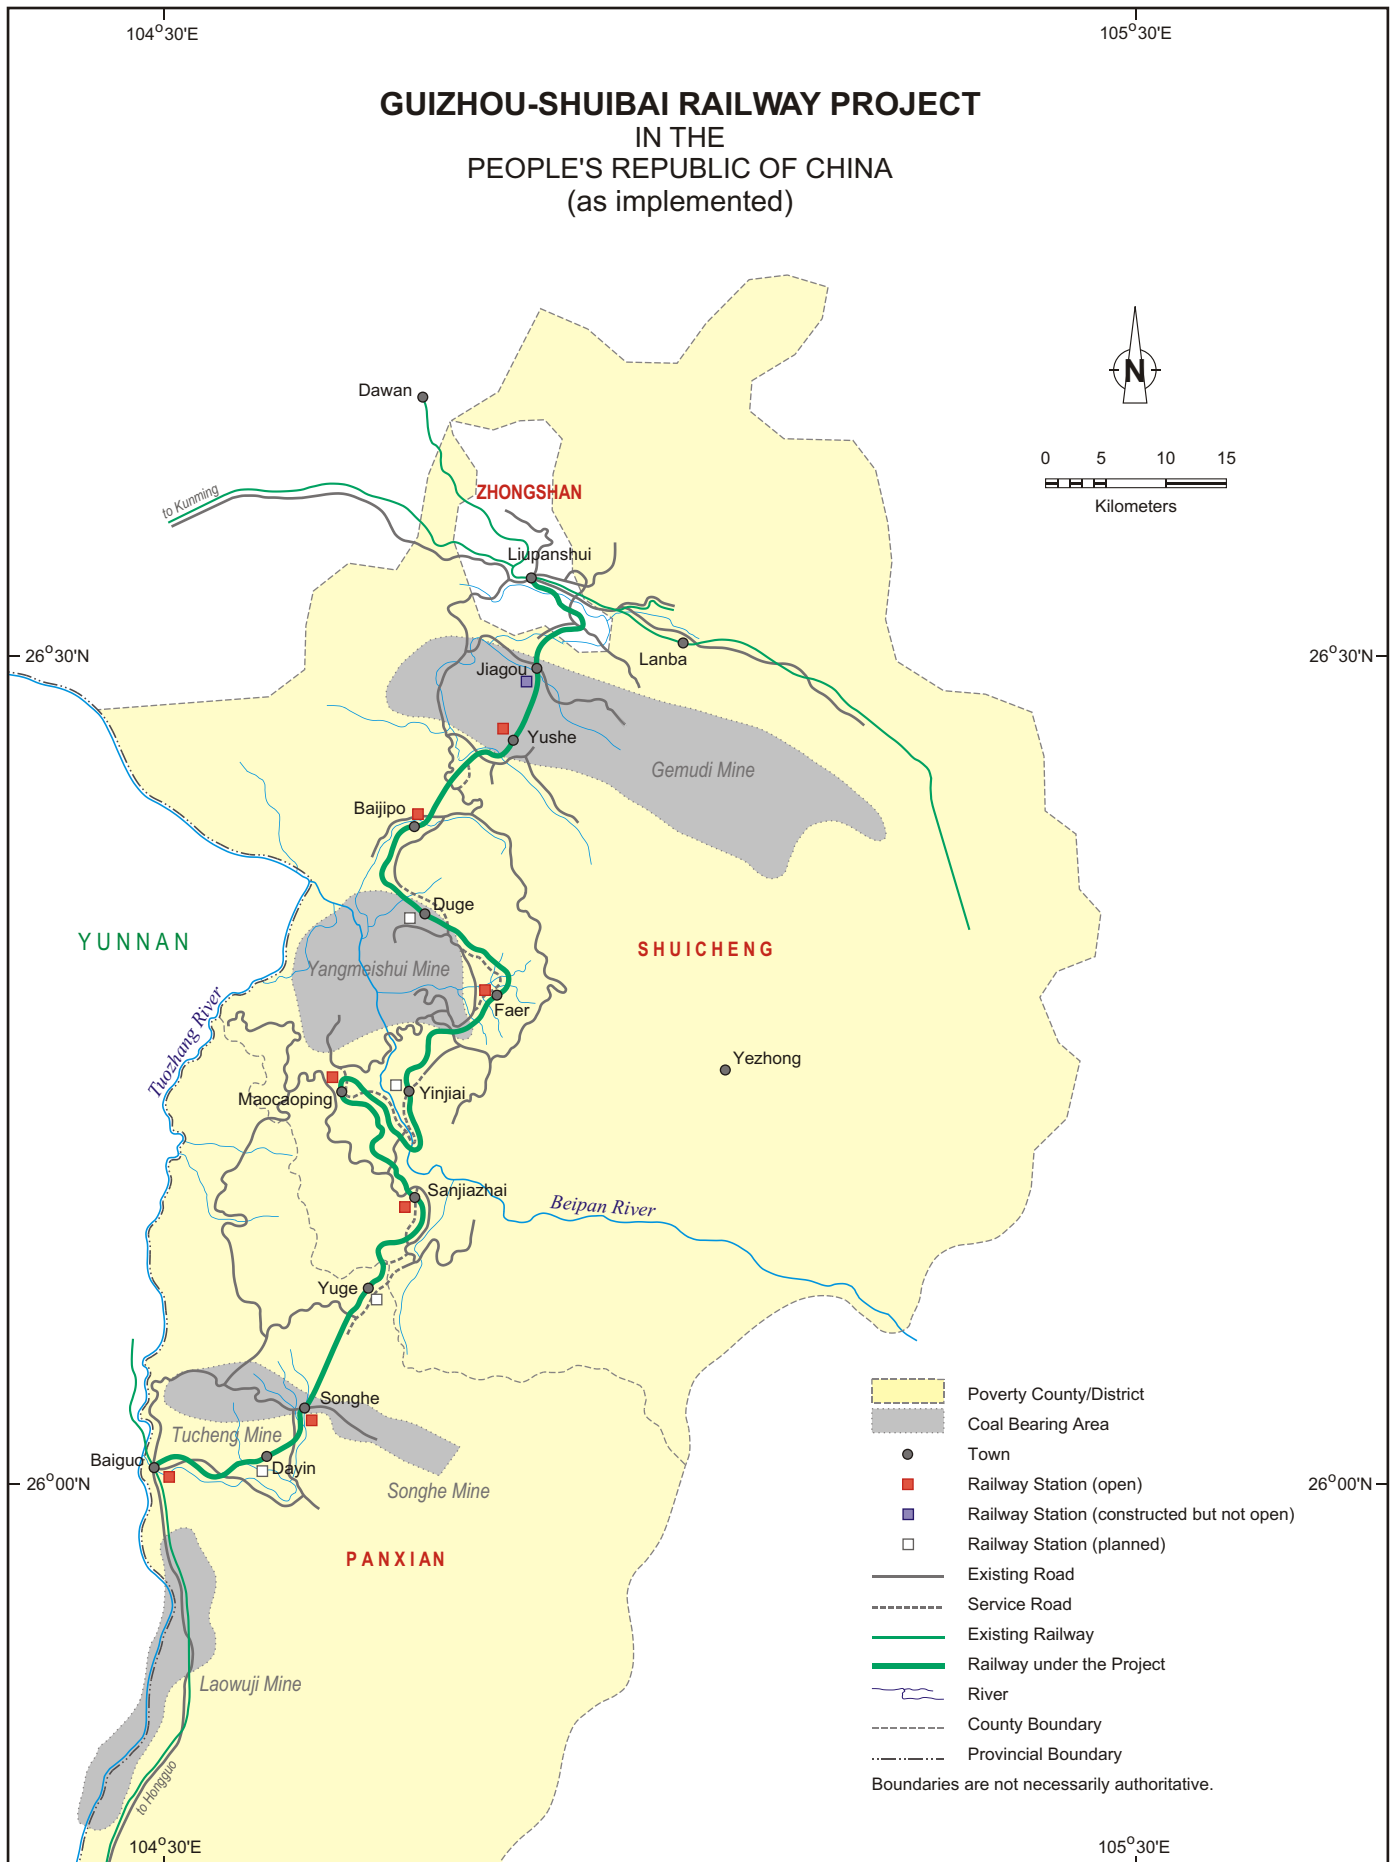 104°30'E
105°30'E
GUIZHOU-SHUIBAI RAILWAY PROJECT
IN THE
PEOPLE'S REPUBLIC OF CHINA
(as implemented)
Dawan
N
0 5 10 15
Kilometers
to Kunming
ZHONGSHAN
Liupanshui
26°30'N
26°30'N
Lanba
Jiagou
Yushe
Gemudi Mine
Baijipo
Duge
YUNNAN
SHUICHENG
Yangmeishui Mine
Faer
Tuozhang River
Yezhong
Maocaoping
Yinjiai
Sanjiazhai
Beipan River
Yuge
Songhe
Tucheng Mine
Baiguo
Dayin
26°00'N
26°00'N
Songhe Mine
PANXIAN
Laowuji Mine
to Hongguo
Poverty County/District
Coal Bearing Area
Town
Railway Station (open)
Railway Station (constructed but not open)
Railway Station (planned)
Existing Road
Service Road
Existing Railway
Railway under the Project
River
County Boundary
Provincial Boundary
Boundaries are not necessarily authoritative.
104°30'E
105°30'E